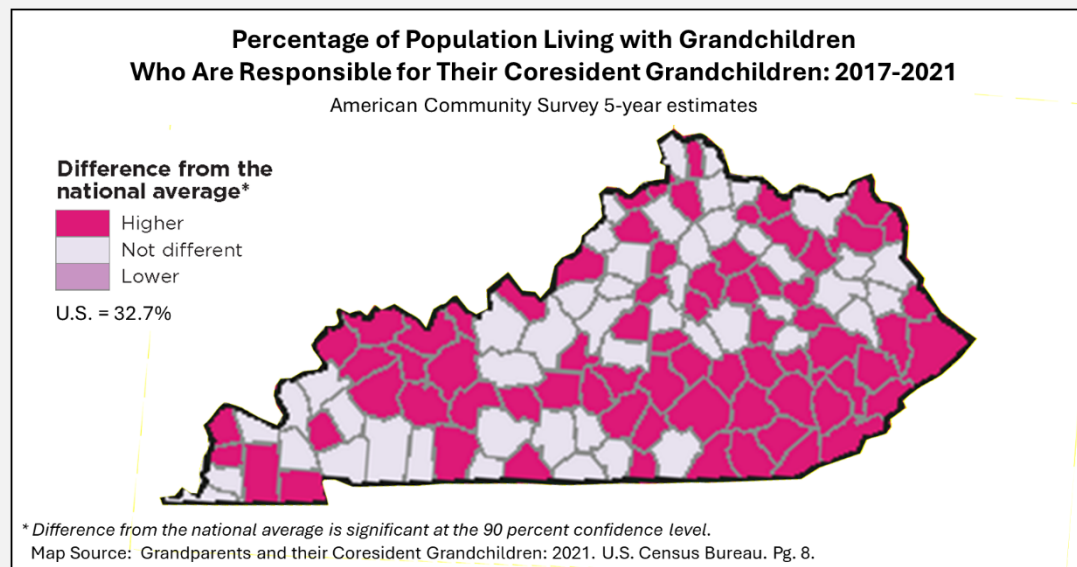 Percentage of Population Living with Grandchildren
Who Are Responsible for Their Coresident Grandchildren: 2017-2021
American Community Survey 5-year estimates
Difference from the
national average*
Higher
Not different
Lower
U.S. = 32.7%
* Difference from the national average is significant at the 90 percent confidence level.
Map Source: Grandparents and their Coresident Grandchildren: 2021. U.S. Census Bureau. Pg. 8.